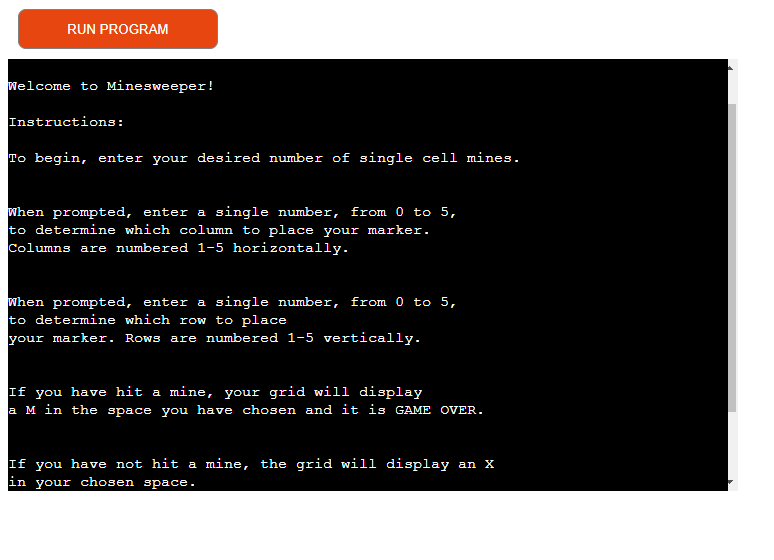 RUN PROGRAM
Welcome to Minesweeper!
Instructions:
To begin, enter your desired number of single cell mines.
When prompted, enter a single number, from 0 to 5,
to determine which column to place your marker.
Columns are numbered 1-5 horizontally.
When prompted, enter a single number, from 0 to 5,
to determine which row to place
your marker. Rows are numbered 1-5 vertically.
If you have hit a mine, your grid will display
a M in the space you have chosen and it is GAME OVER.
If you have not hit a mine, the grid will display an X
in your chosen space.